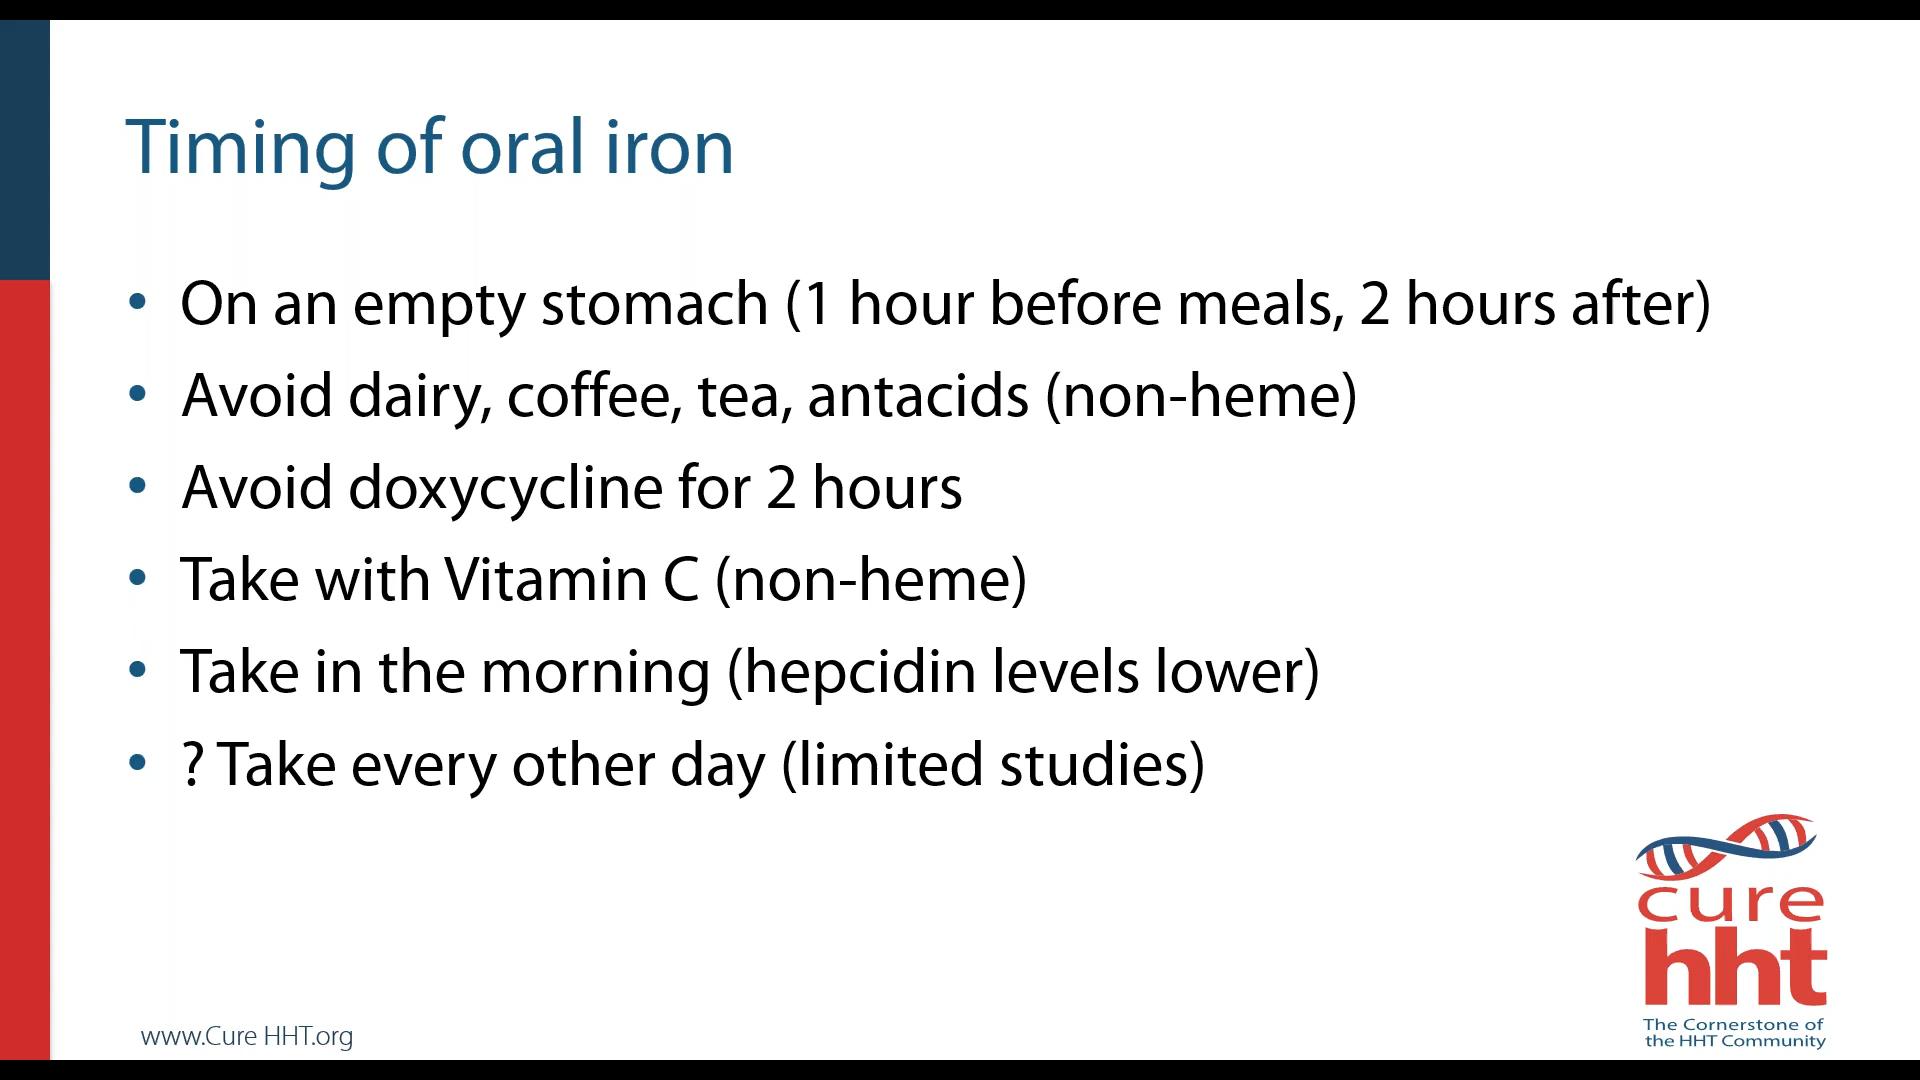 Timing of oral iron
• On an empty stomach (1 hour before meals, 2 hours after)
• Avoid dairy, coffee, tea, antacids (non-heme)
• Avoid doxycycline for 2 hours
• Take with Vitamin C (non-heme)
• Take in the morning (hepcidin levels lower)
• ? Take every other day (limited studies)
cure
hht
The Cornerstone of
the HHT Community
www.Cure HHT.org